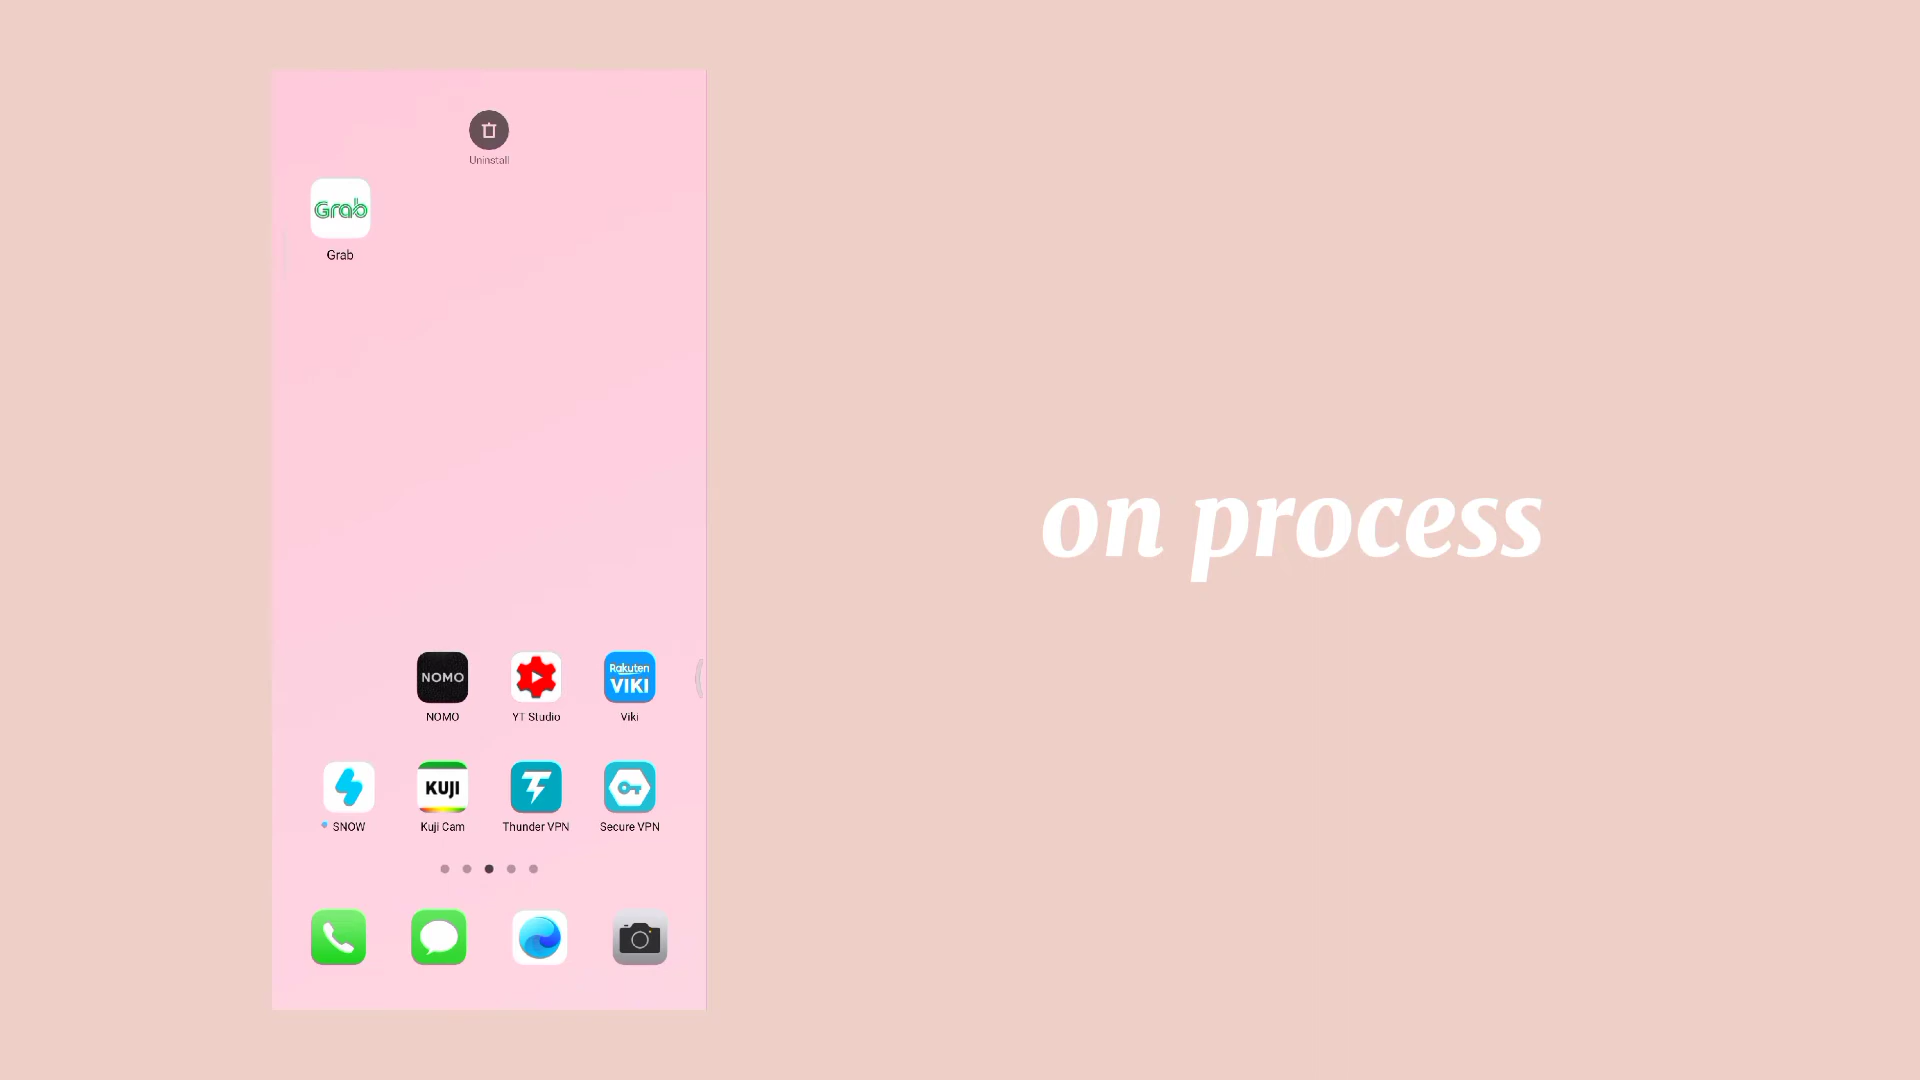 Uninstall
Grab
Grab
on process
NOMO
Rakuten
VIKI
NOMO
YT Studio
Viki
KUJI
SNOW
Kuji Cam
Thunder VPN
Secure VPN